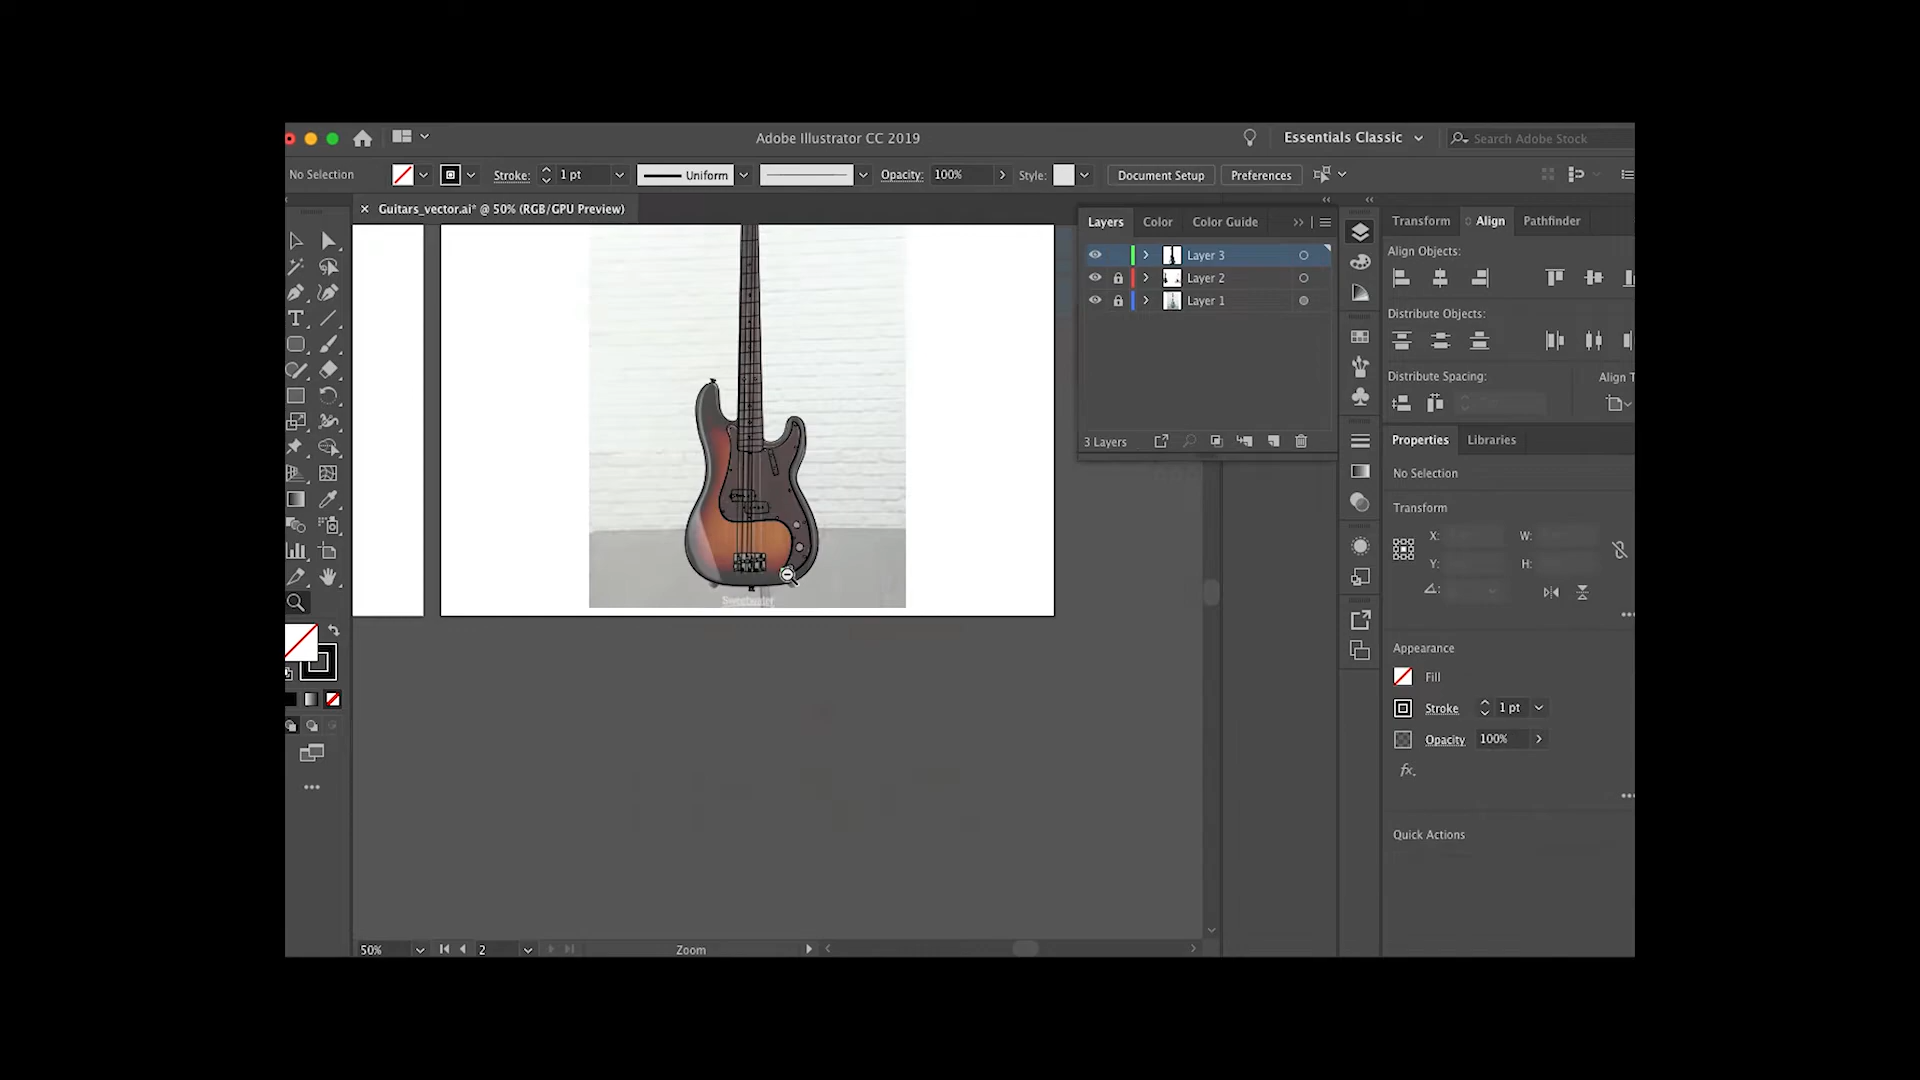 Adobe Illustrator CC 2019
Essentials Classic
Search Adobe Stock
No Selection
Stroke:
1 pt
Uniform
Opacity:
100%
Style:
Document Setup
Preferences
× Guitars_vector.ai* @ 50% (RGB/GPU Preview)
Layers
Color
Color Guide
Layer 3
Layer 2
Layer 1
3 Layers
Transform
Align
Pathfinder
Align Objects:
Distribute Objects:
Distribute Spacing:
Align T
Properties
Libraries
No Selection
Transform
X:
W:
Y:
H:
Appearance
Fill
Stroke
1 pt
Opacity
100%
fx.
Quick Actions
Sweetwater
50%
2
Zoom